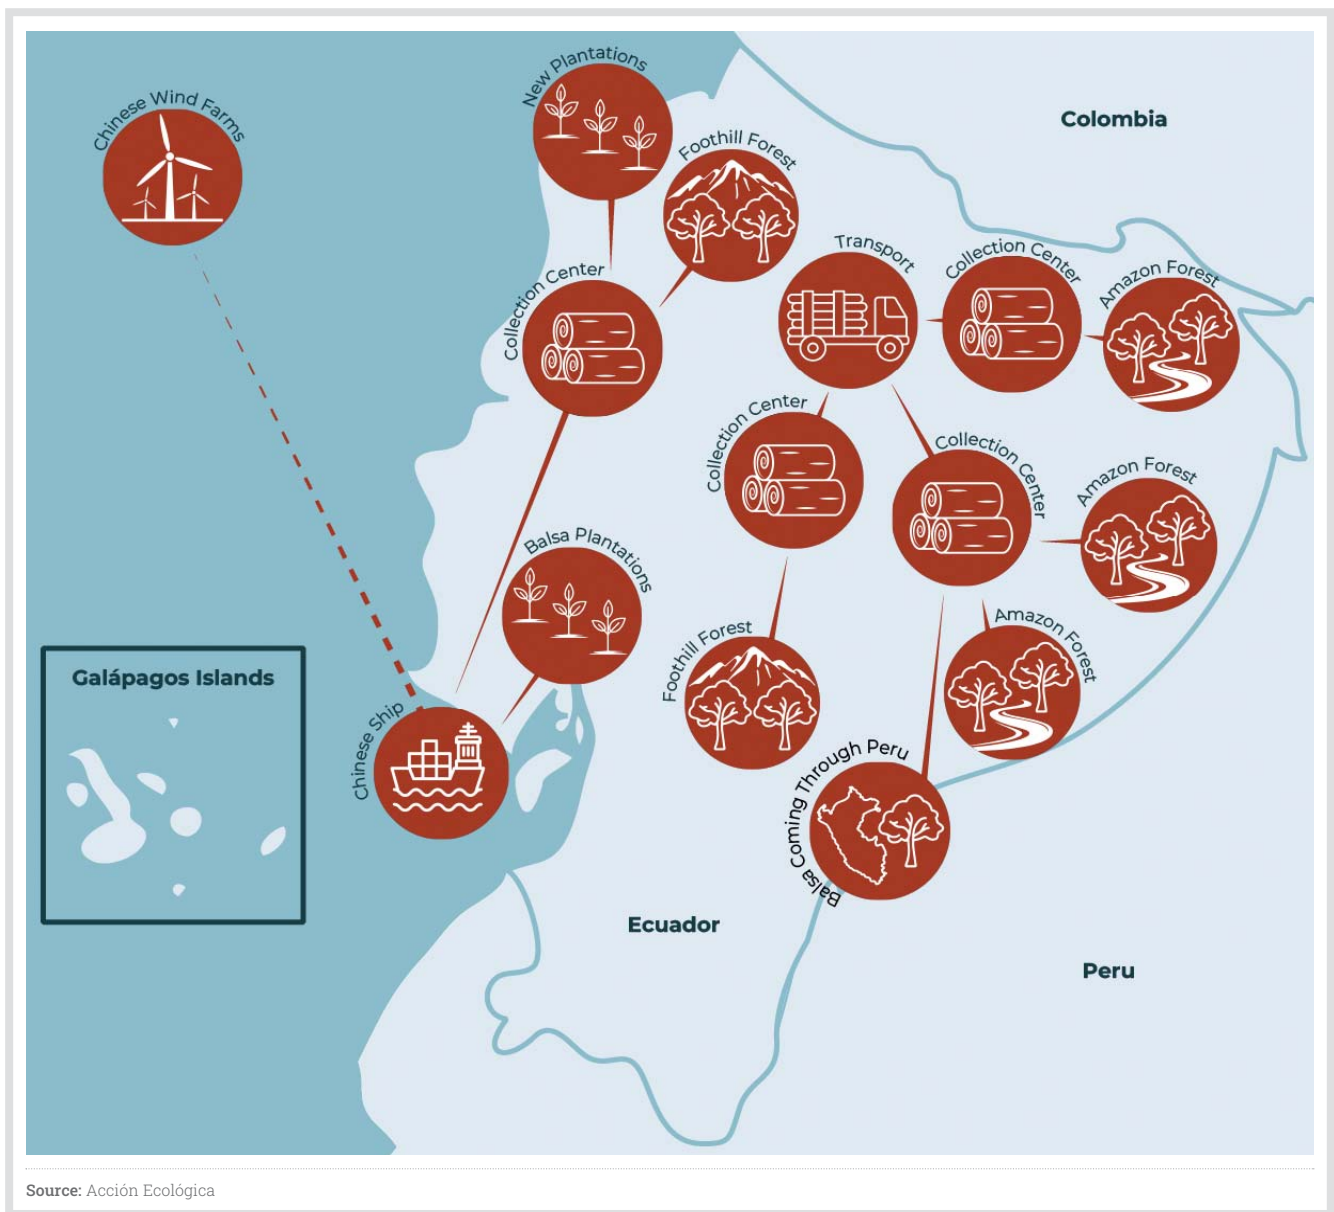 New Plantations
Chinese Wind Farms
Colombia
Foothill Forest
Transport
Collection Center
Amazon Forest
Collection Center
Collection Center
Collection Center
Amazon Forest
Balsa Plantations
Amazon Forest
Foothill Forest
Galápagos Islands
Chinese Ship
Balsa Coming Through Peru
Ecuador
Peru
Source: Acción Ecológica